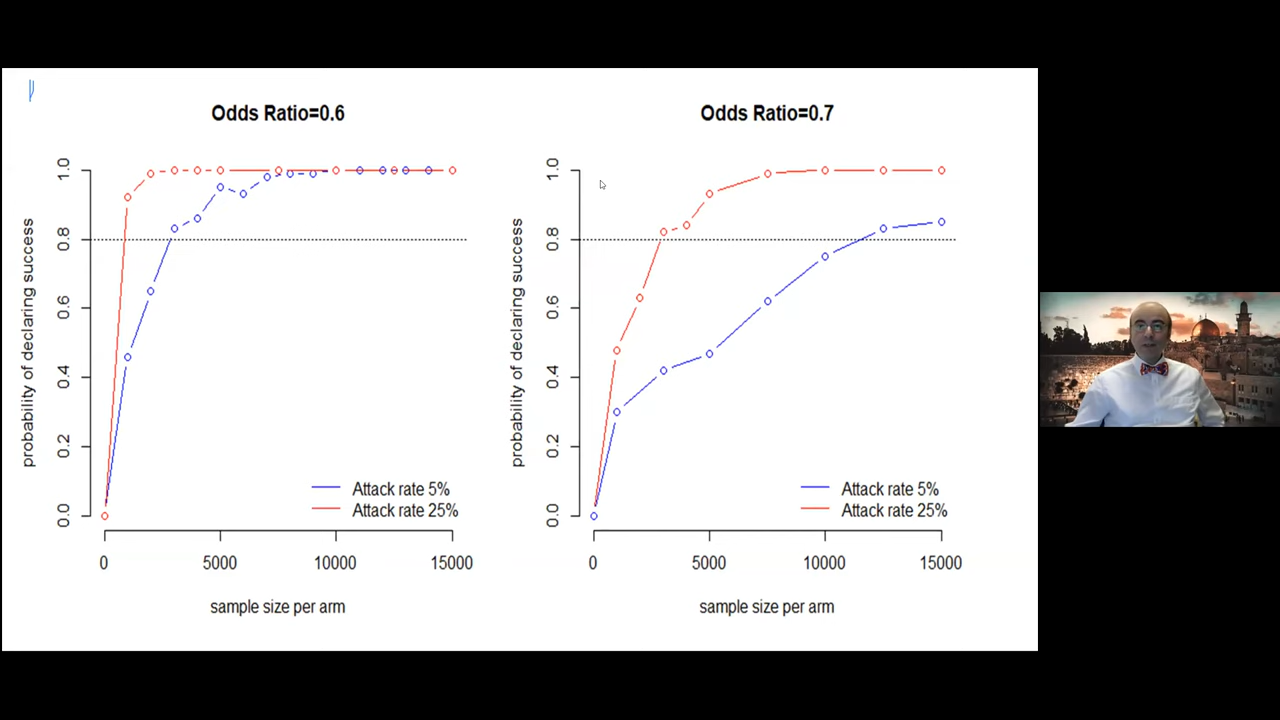 Odds Ratio=0.6
probability of declaring success
1.0
0.8
0.6
0.4
0.2
0.0
Attack rate 5%
Attack rate 25%
0 5000 10000 15000
sample size per arm
Odds Ratio=0.7
probability of declaring success
1.0
0.8
0.6
0.4
0.2
0.0
Attack rate 5%
Attack rate 25%
0 5000 10000 15000
sample size per arm